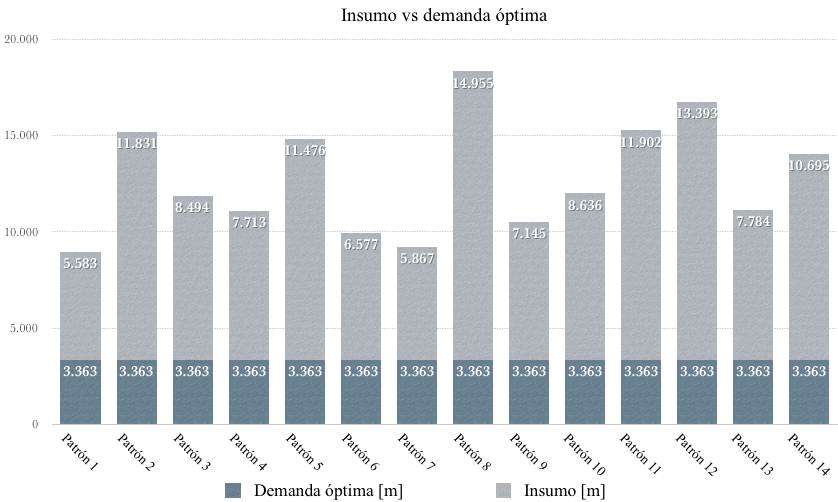 Insumo vs demanda óptima
20.000
15.000
10.000
5.000
0
5.583
11.831
8.494
7.713
11.476
6.577
5.867
14.955
7.145
8.636
11.902
13.393
7.784
10.695
3.363 3.363 3.363 3.363 3.363 3.363 3.363 3.363 3.363 3.363 3.363 3.363 3.363 3.363
Patrón 1
Patrón 2
Patrón 3
Patrón 4
Patrón 5
Patrón 6
Patrón 7
Patrón 8
Patrón 9
Patrón 10
Patrón 11
Patrón 12
Patrón 13
Patrón 14
Demanda óptima [m]
Insumo [m]